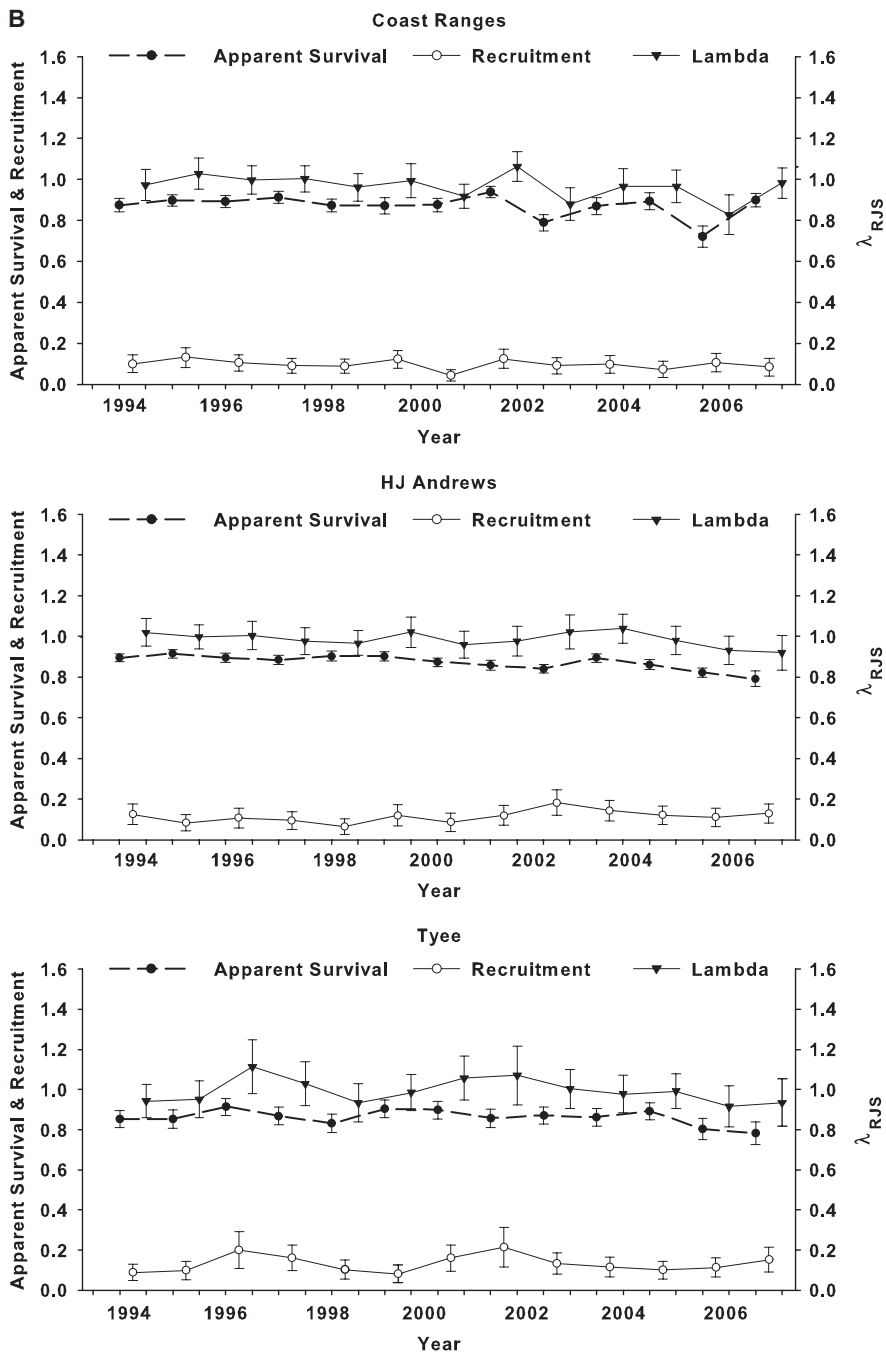 B
Coast Ranges
Apparent Survival Recruitment Lambda
1.6 1.6
1.4 1.4
1.2 1.2
1.0 1.0
0.8 0.8
0.6 0.6
0.4 0.4
0.2 0.2
0.0 0.0
Apparent Survival & Recruitment
λRJS
1994 1996 1998 2000 2002 2004 2006
Year
HJ Andrews
Apparent Survival Recruitment Lambda
1.6 1.6
1.4 1.4
1.2 1.2
1.0 1.0
0.8 0.8
0.6 0.6
0.4 0.4
0.2 0.2
0.0 0.0
Apparent Survival & Recruitment
λRJS
1994 1996 1998 2000 2002 2004 2006
Year
Tyee
Apparent Survival Recruitment Lambda
1.6 1.6
1.4 1.4
1.2 1.2
1.0 1.0
0.8 0.8
0.6 0.6
0.4 0.4
0.2 0.2
0.0 0.0
Apparent Survival & Recruitment
λRJS
1994 1996 1998 2000 2002 2004 2006
Year